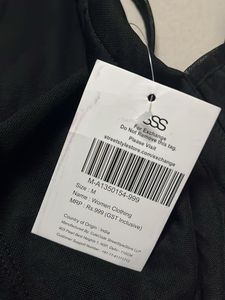 SSS
For Exchange
Do Not Remove this tag.
Please Visit
streetstylestore.com/exchange
M-A1350154-999
Size : M
Name : Women Clothing
MRP : Rs.999 (GST Inclusive)
Country of Origin : India